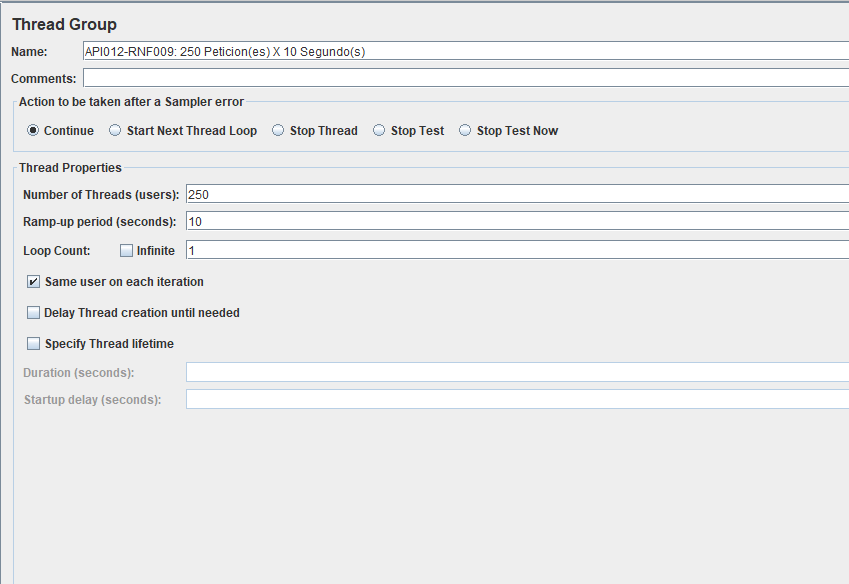 Thread Group
Name: API012-RNF009: 250 Peticion(es) X 10 Segundo(s)
Comments:
Action to be taken after a Sampler error
Continue Start Next Thread Loop Stop Thread Stop Test Stop Test Now
Thread Properties
Number of Threads (users): 250
Ramp-up period (seconds): 10
Loop Count: Infinite 1
Same user on each iteration
Delay Thread creation until needed
Specify Thread lifetime
Duration (seconds):
Startup delay (seconds):